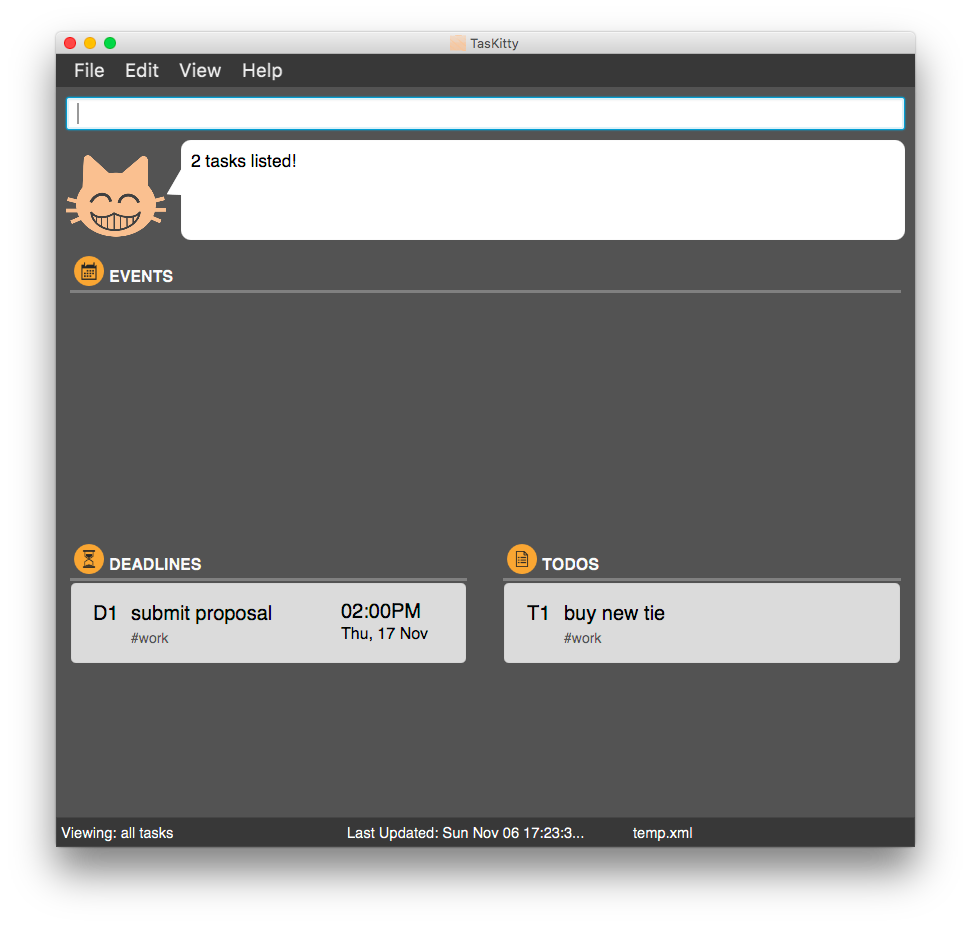 TasKitty
File Edit View Help
2 tasks listed!
EVENTS
DEADLINES
D1 submit proposal 02:00PM
#work Thu, 17 Nov
TODOS
T1 buy new tie
#work
Viewing: all tasks Last Updated: Sun Nov 06 17:23:3... temp.xml